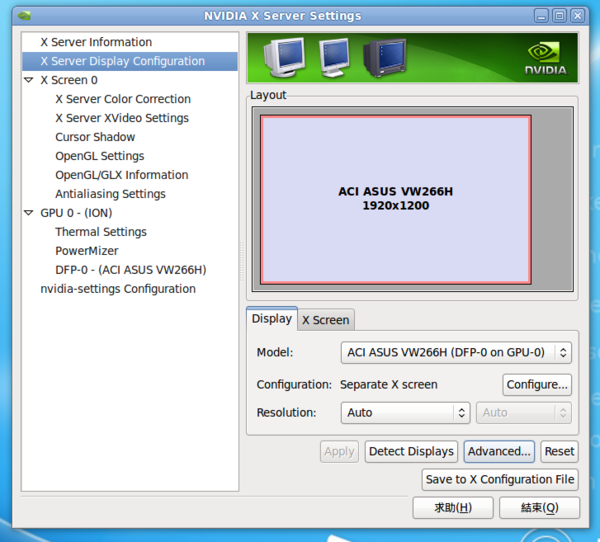 NVIDIA X Server Settings
X Server Information
X Server Display Configuration
X Screen 0
X Server Color Correction
X Server XVideo Settings
Cursor Shadow
OpenGL Settings
OpenGL/GLX Information
Antialiasing Settings
GPU 0 - (ION)
Thermal Settings
PowerMizer
DFP-0 - (ACI ASUS VW266H)
nvidia-settings Configuration
NVIDIA
Layout
ACI ASUS VW266H
1920x1200
Display X Screen
Model: ACI ASUS VW266H (DFP-0 on GPU-0)
Configuration: Separate X screen Configure...
Resolution: Auto Auto
Apply Detect Displays Advanced... Reset
Save to X Configuration File
求助(H) 結束(Q)